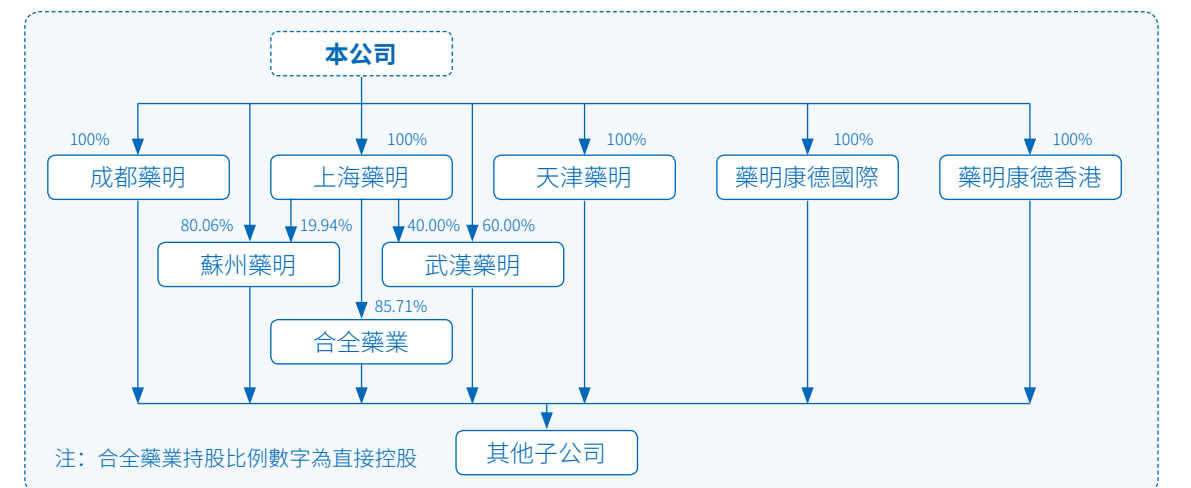 本公司
100%
100%
100%
100%
100%
成都藥明
上海藥明
天津藥明
藥明康德國際
藥明康德香港
80.06%
19.94%
40.00%
60.00%
蘇州藥明
武漢藥明
85.71%
合全藥業
其他子公司
注：合全藥業持股比例數字為直接控股